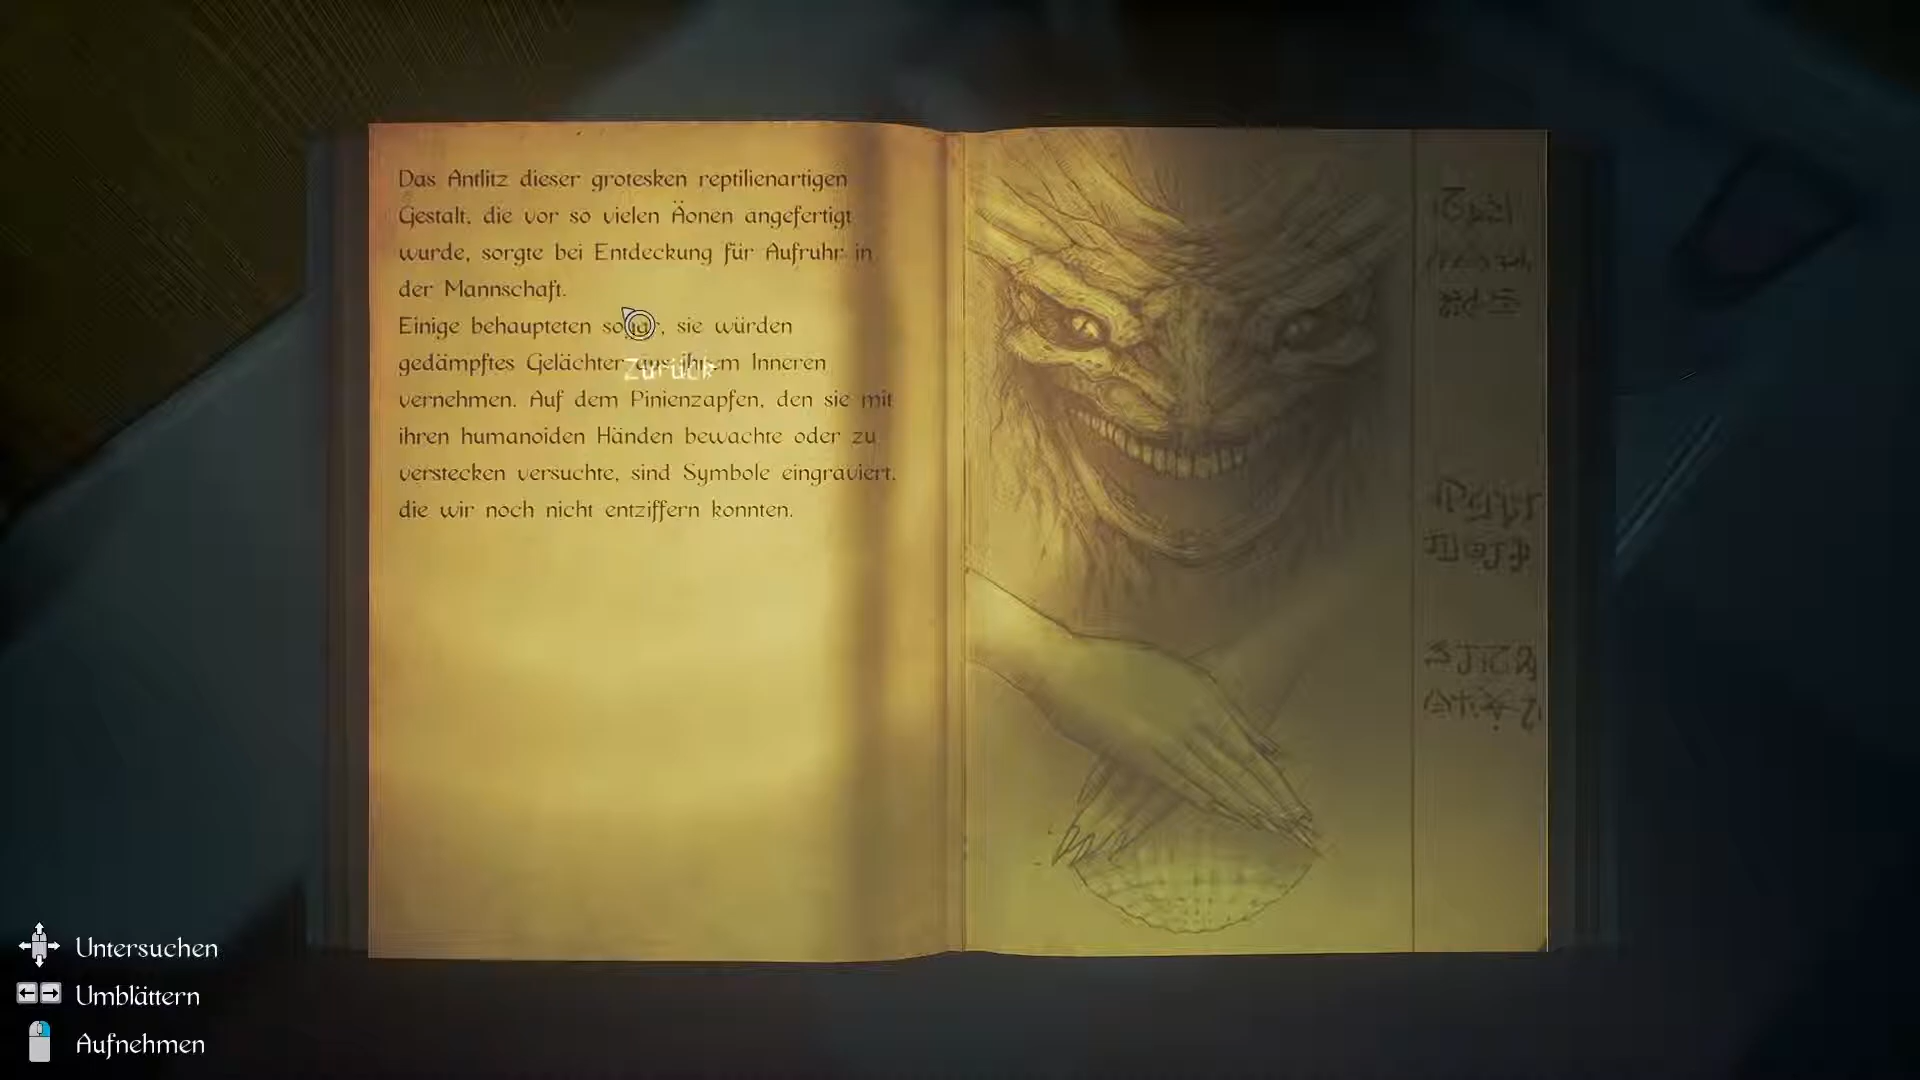 Das Antlitz dieser grotesken reptilienartigen
Gestalt, die vor so vielen Äonen angefertigt
wurde, sorgte bei Entdeckung für Aufruhr in
der Mannschaft.
Einige behaupteten sogar, sie würden
gedämpftes Gelächter aus ihrem Inneren
Zurück
vernehmen. Auf dem Pinienzapfen, den sie mit
ihren humanoiden Händen bewachte oder zu
verstecken versuchte, sind Symbole eingraviert,
die wir noch nicht entziffern konnten.
Untersuchen
Umblättern
Aufnehmen